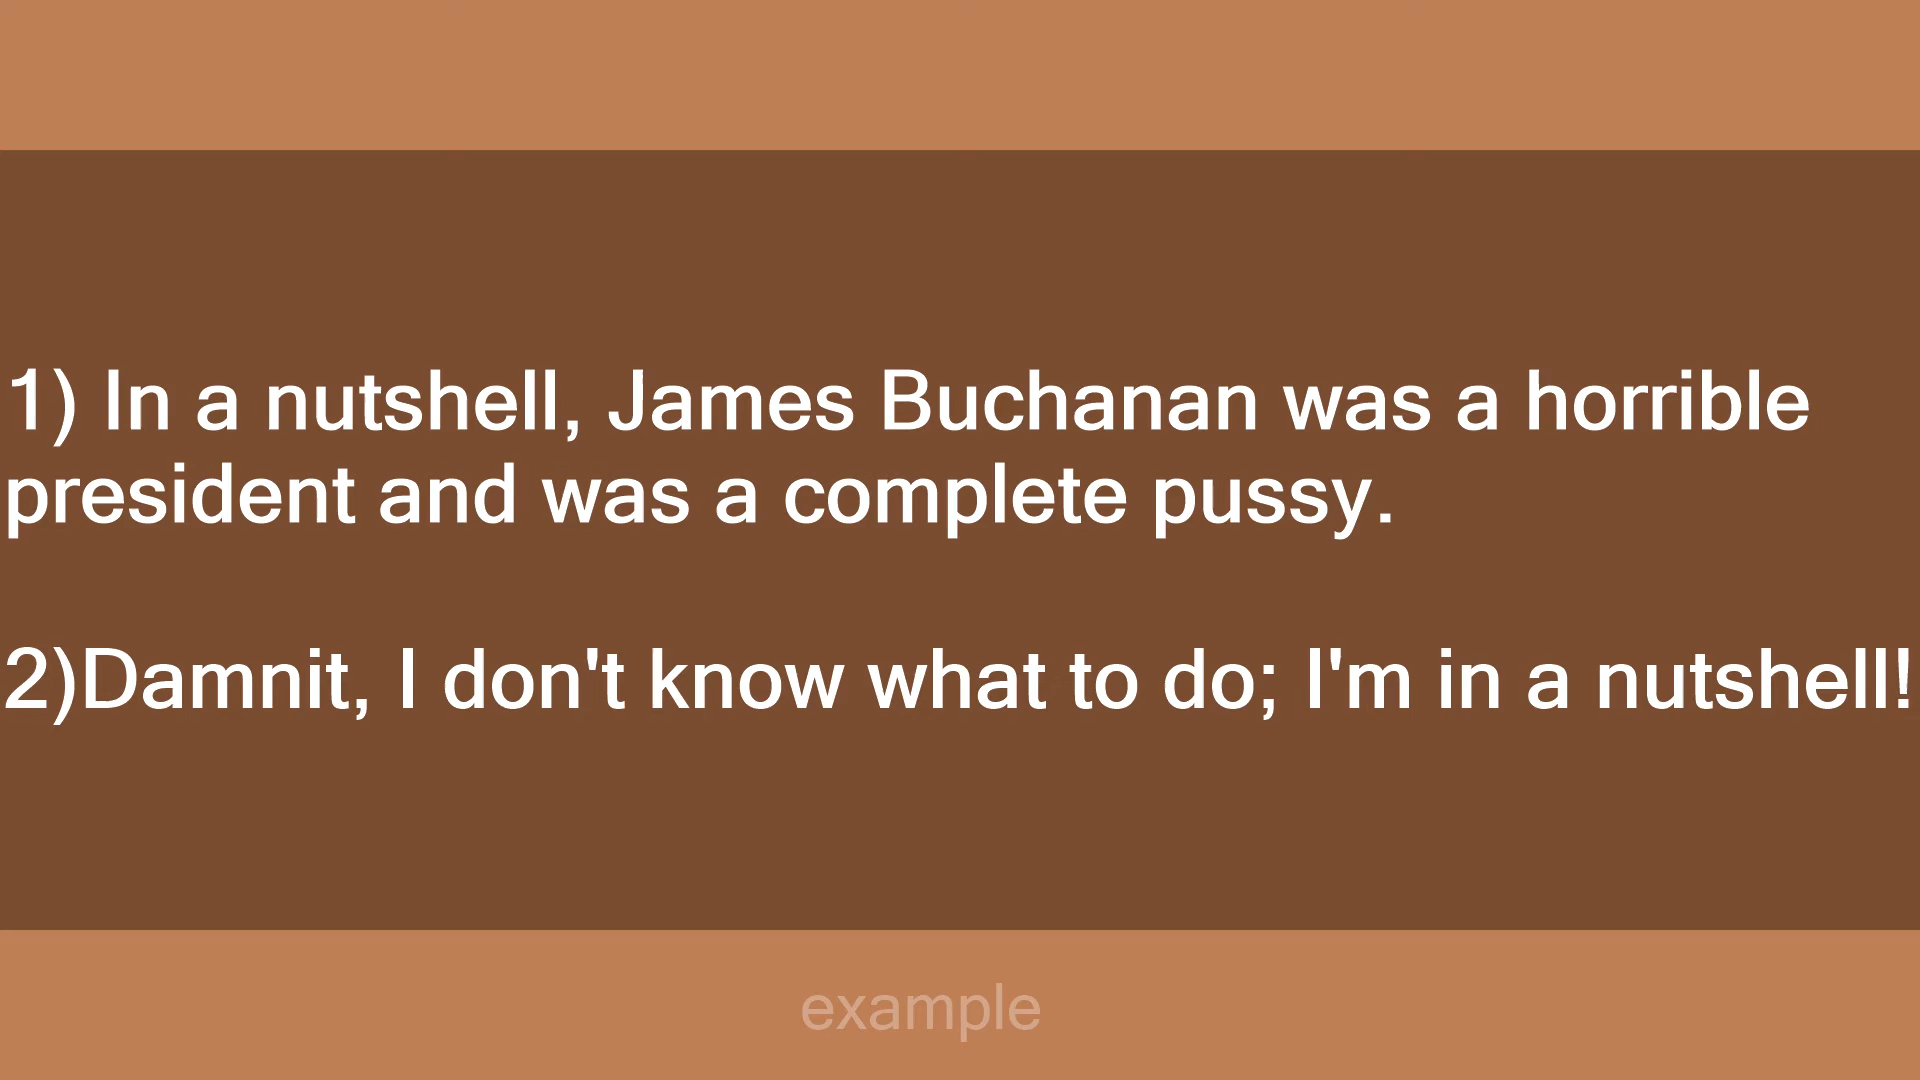 1) In a nutshell, James Buchanan was a horrible
president and was a complete pussy.
2)Damnit, I don't know what to do; I'm in a nutshell!
example